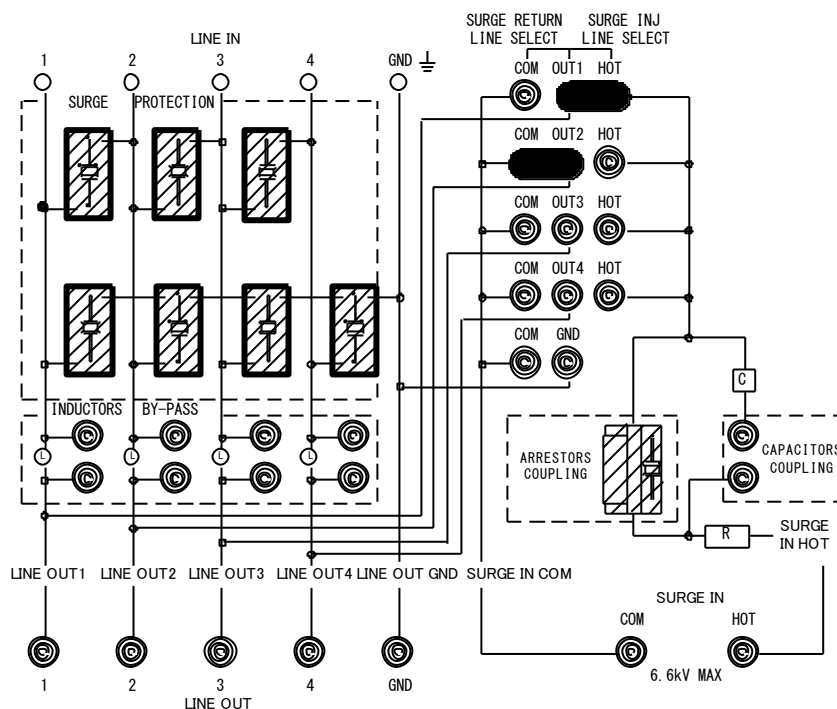 SURGE RETURN
LINE SELECT
SURGE INJ
LINE SELECT
LINE IN
1 2 3 4 GND
SURGE PROTECTION
COM OUT1 HOT
COM OUT2 HOT
COM OUT3 HOT
COM OUT4 HOT
COM GND
C
INDUCTORS BY-PASS
L L L L
ARRESTORS
COUPLING
CAPACITORS
COUPLING
R
SURGE
IN HOT
LINE OUT1 LINE OUT2 LINE OUT3 LINE OUT4 LINE OUT GND SURGE IN COM
SURGE IN
COM HOT
6.6kV MAX
1 2 3 4 GND
LINE OUT